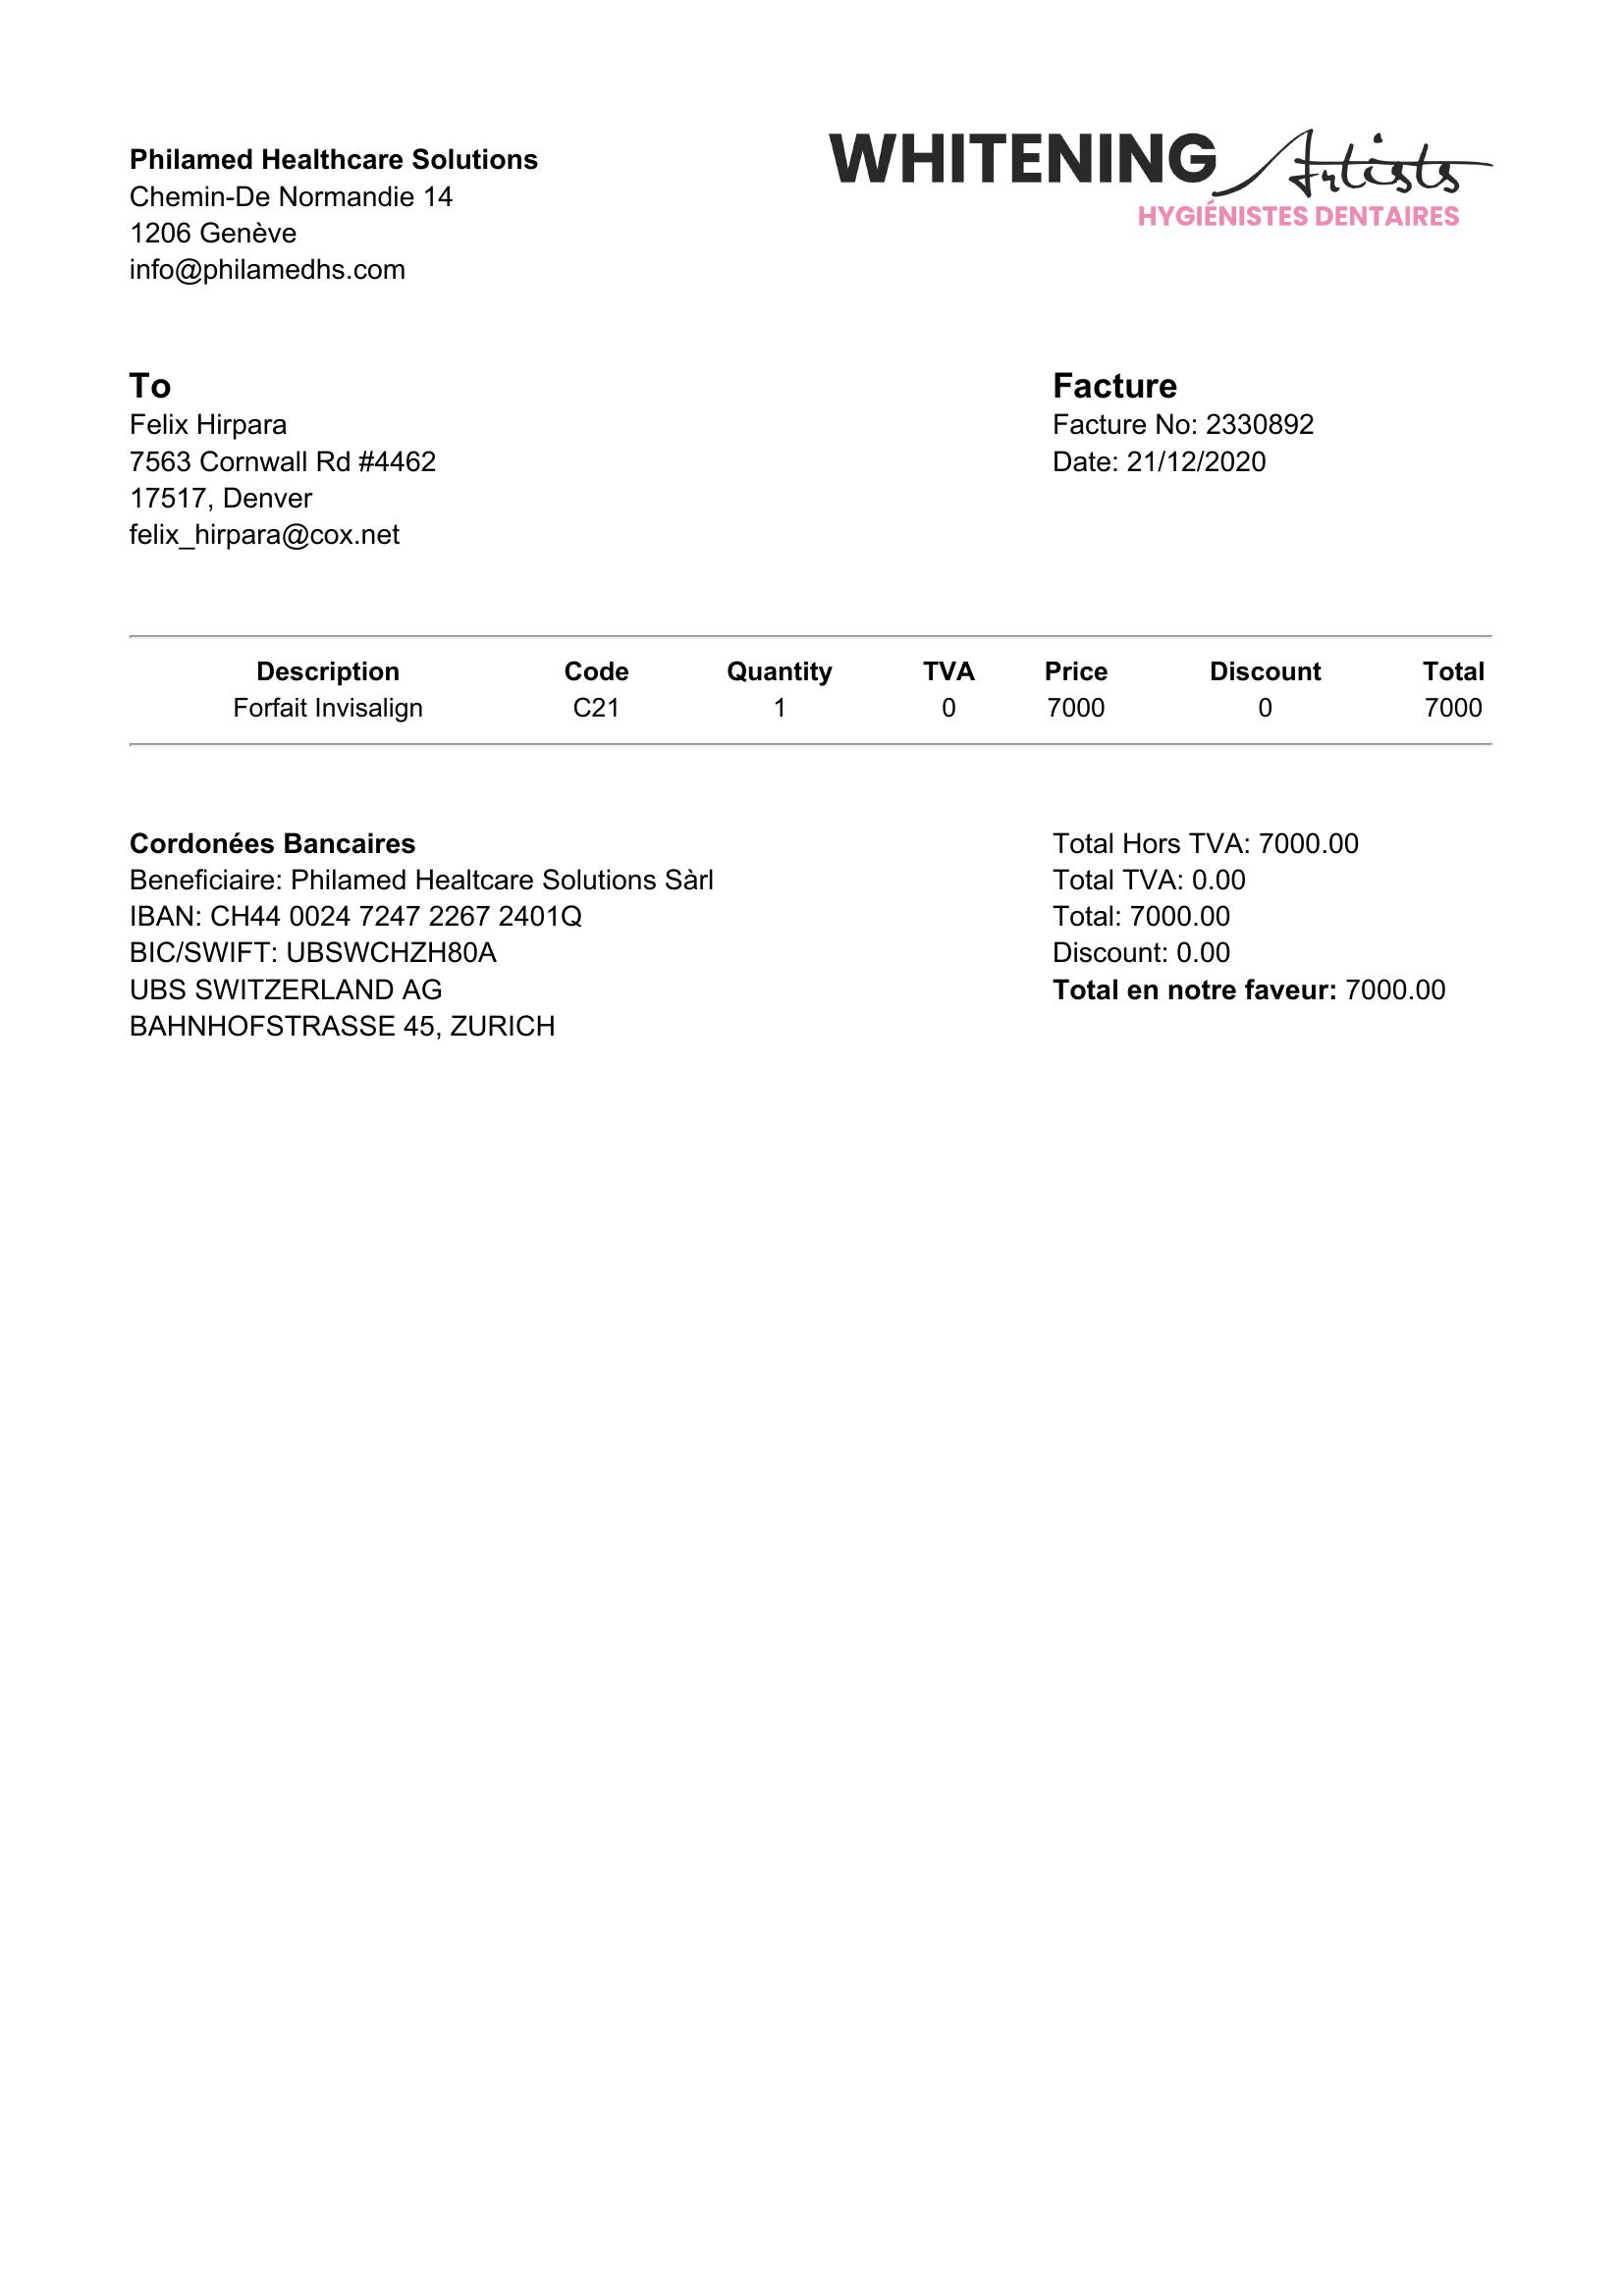 Philamed Healthcare Solutions
Chemin-De Normandie 14
1206 Genève
info@philamedhs.com
WHITENING Artists
HYGIÉNISTES DENTAIRES
To
Felix Hirpara
7563 Cornwall Rd #4462
17517, Denver
felix_hirpara@cox.net
Facture
Facture No: 2330892
Date: 21/12/2020
Description Code Quantity TVA Price Discount Total
Forfait Invisalign C21 1 0 7000 0 7000
Cordonées Bancaires
Beneficiaire: Philamed Healtcare Solutions Sàrl
IBAN: CH44 0024 7247 2267 2401Q
BIC/SWIFT: UBSWCHZH80A
UBS SWITZERLAND AG
BAHNHOFSTRASSE 45, ZURICH
Total Hors TVA: 7000.00
Total TVA: 0.00
Total: 7000.00
Discount: 0.00
Total en notre faveur: 7000.00